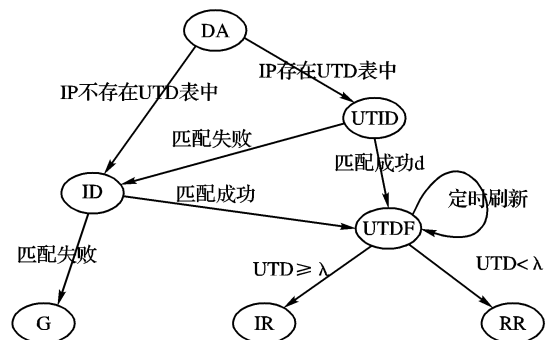 DA
IP不存在UTD表中
IP存在UTD表中
UTID
匹配失败
匹配成功d
ID
匹配成功
定时刷新
UTDF
匹配失败
UTD≥λ
UTD<λ
G
IR
RR